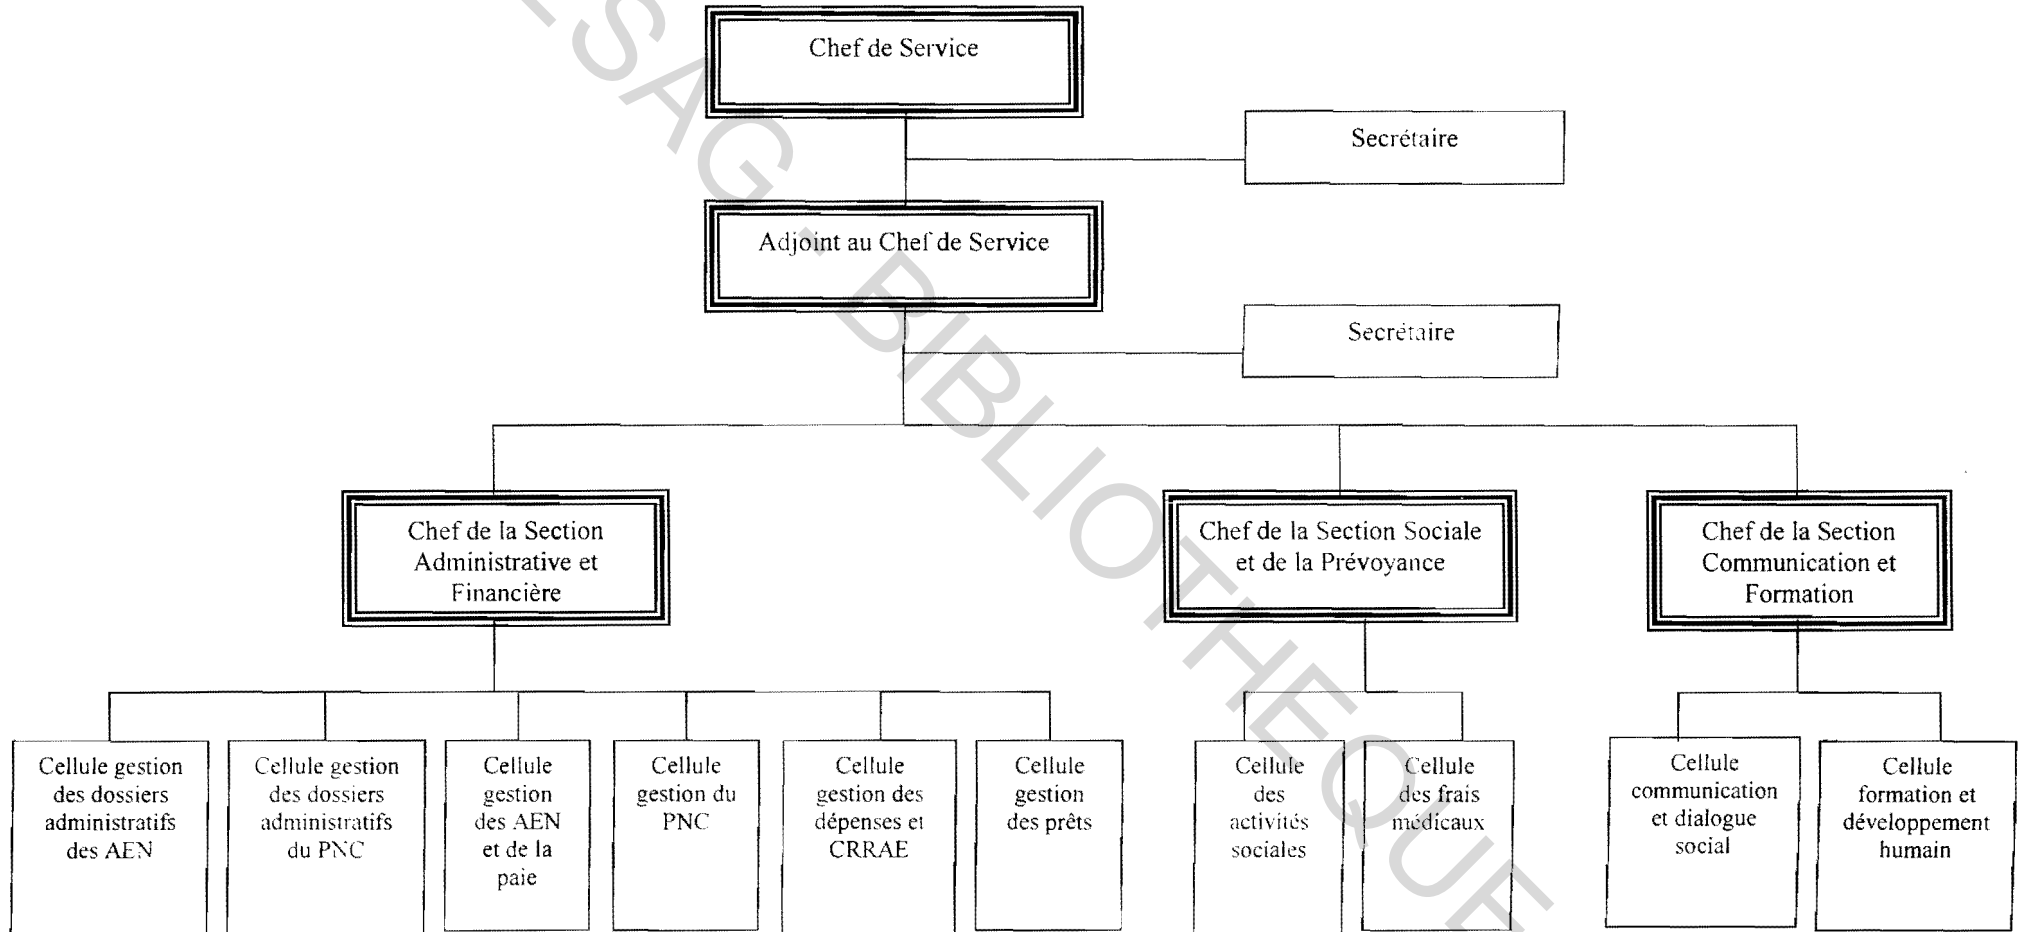 Chef de Service
Secrétaire
Adjoint au Chef de Service
Secrétaire
Chef de la Section
Administrative et
Financière
Chef de la Section Sociale
et de la Prévoyance
Chef de la Section
Communication et
Formation
Cellule gestion
des dossiers
administratifs
des AEN
Cellule gestion
des dossiers
administratifs
du PNC
Cellule
gestion
des AEN
et de la
paie
Cellule
gestion du
PNC
Cellule
gestion des
dépenses et
CRRAE
Cellule
gestion
des prêts
Cellule
des
activités
sociales
Cellule
des frais
médicaux
Cellule
communication
et dialogue
social
Cellule
formation et
développement
humain
ESAG - BIBLIOTHEQUE